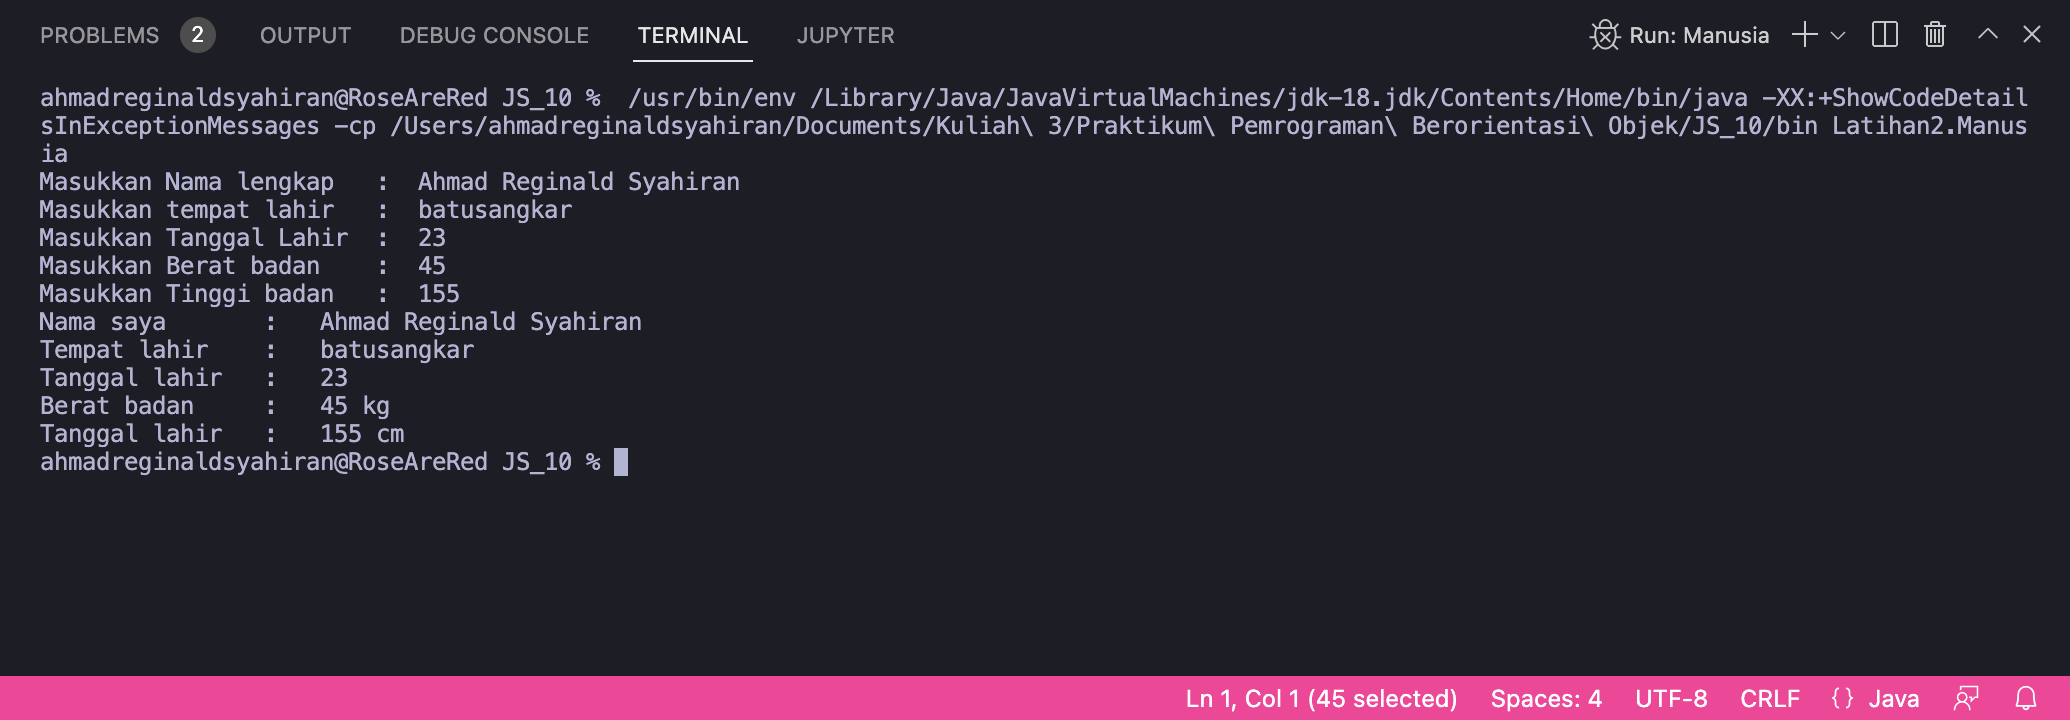 PROBLEMS 2 OUTPUT DEBUG CONSOLE TERMINAL JUPYTER Run: Manusia
ahmadreginaldsyahiran@RoseAreRed JS_10 %  /usr/bin/env /Library/Java/JavaVirtualMachines/jdk-18.jdk/Contents/Home/bin/java -XX:+ShowCodeDetail
sInExceptionMessages -cp /Users/ahmadreginaldsyahiran/Documents/Kuliah\ 3/Praktikum\ Pemrograman\ Berorientasi\ Objek/JS_10/bin Latihan2.Manus
ia
Masukkan Nama lengkap   :  Ahmad Reginald Syahiran
Masukkan tempat lahir   :  batusangkar
Masukkan Tanggal Lahir  :  23
Masukkan Berat badan    :  45
Masukkan Tinggi badan   :  155
Nama saya       :   Ahmad Reginald Syahiran
Tempat lahir    :   batusangkar
Tanggal lahir   :   23
Berat badan     :   45 kg
Tanggal lahir   :   155 cm
ahmadreginaldsyahiran@RoseAreRed JS_10 %
Ln 1, Col 1 (45 selected) Spaces: 4 UTF-8 CRLF {} Java